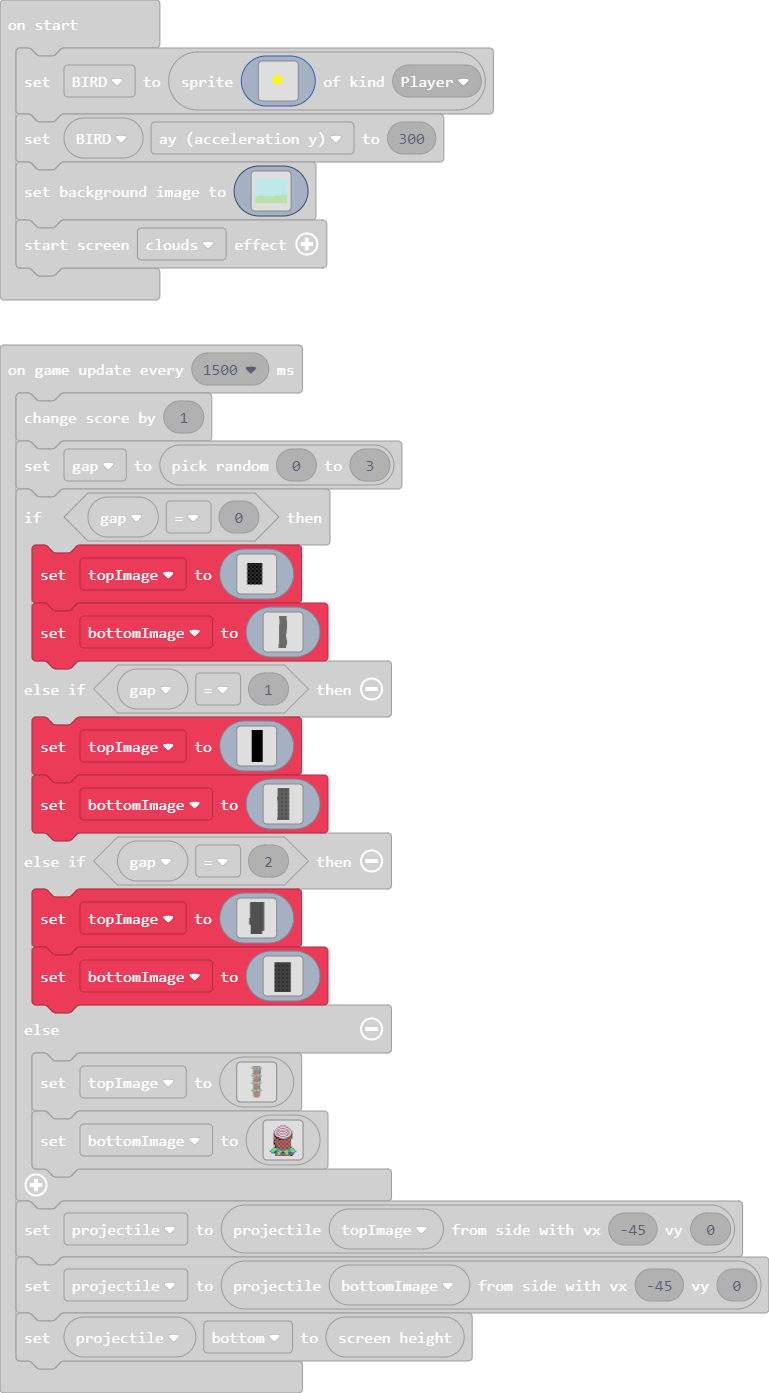 on start
set BIRD to sprite of kind Player
set BIRD ay (acceleration y) to 300
set background image to
start screen clouds effect
on game update every 1500 ms
change score by 1
set gap to pick random 0 to 3
if gap = 0 then
set topImage to
set bottomImage to
else if gap = 1 then
set topImage to
set bottomImage to
else if gap = 2 then
set topImage to
set bottomImage to
else
set topImage to
set bottomImage to
set projectile to projectile topImage from side with vx -45 vy 0
set projectile to projectile bottomImage from side with vx -45 vy 0
set projectile bottom to screen height